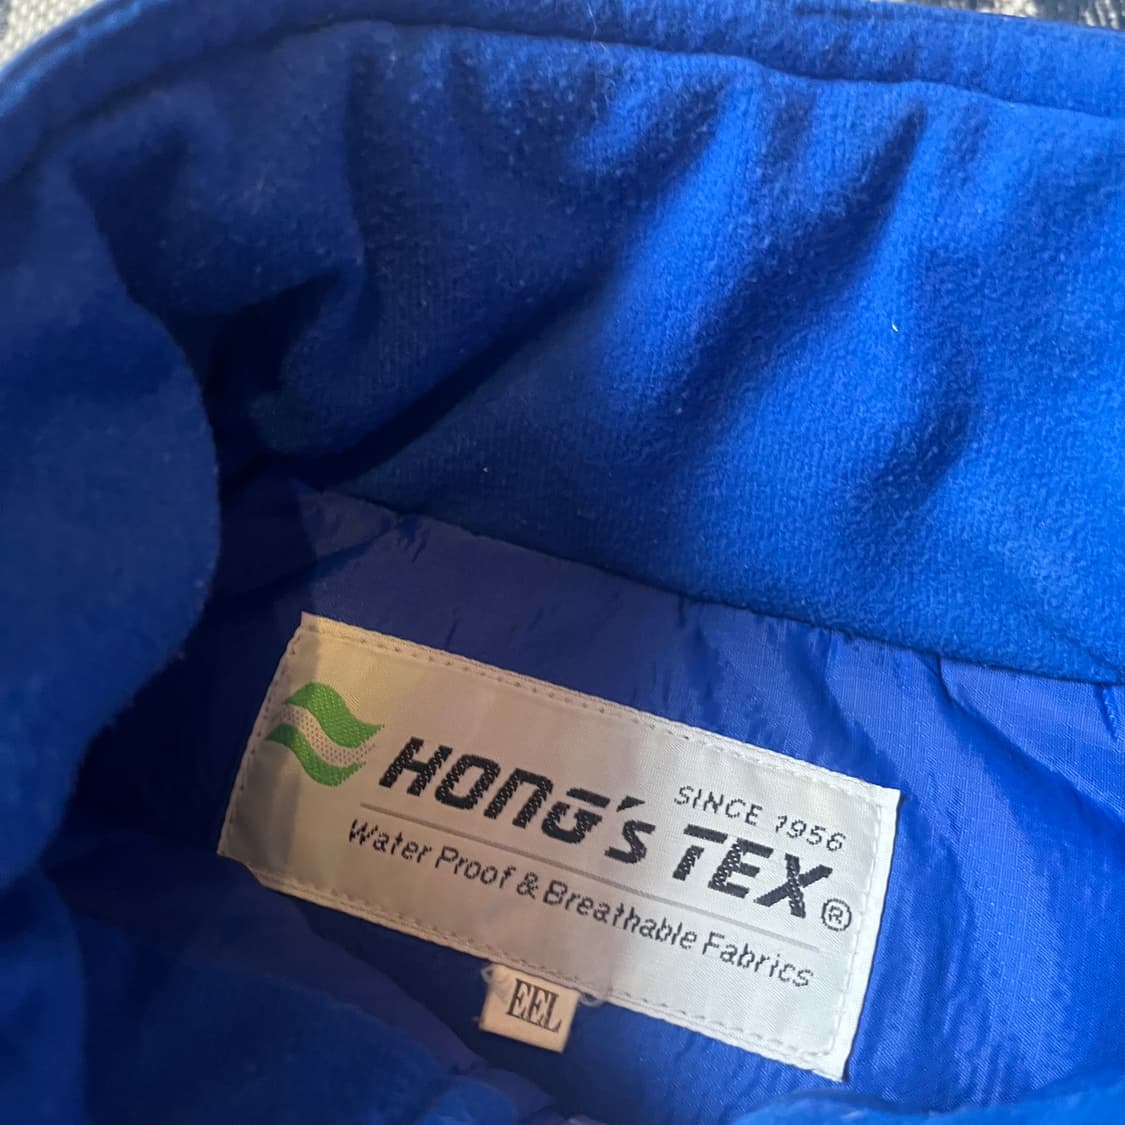 SINCE 1956
HONG'S TEX®
Water Proof & Breathable Fabrics
EEL